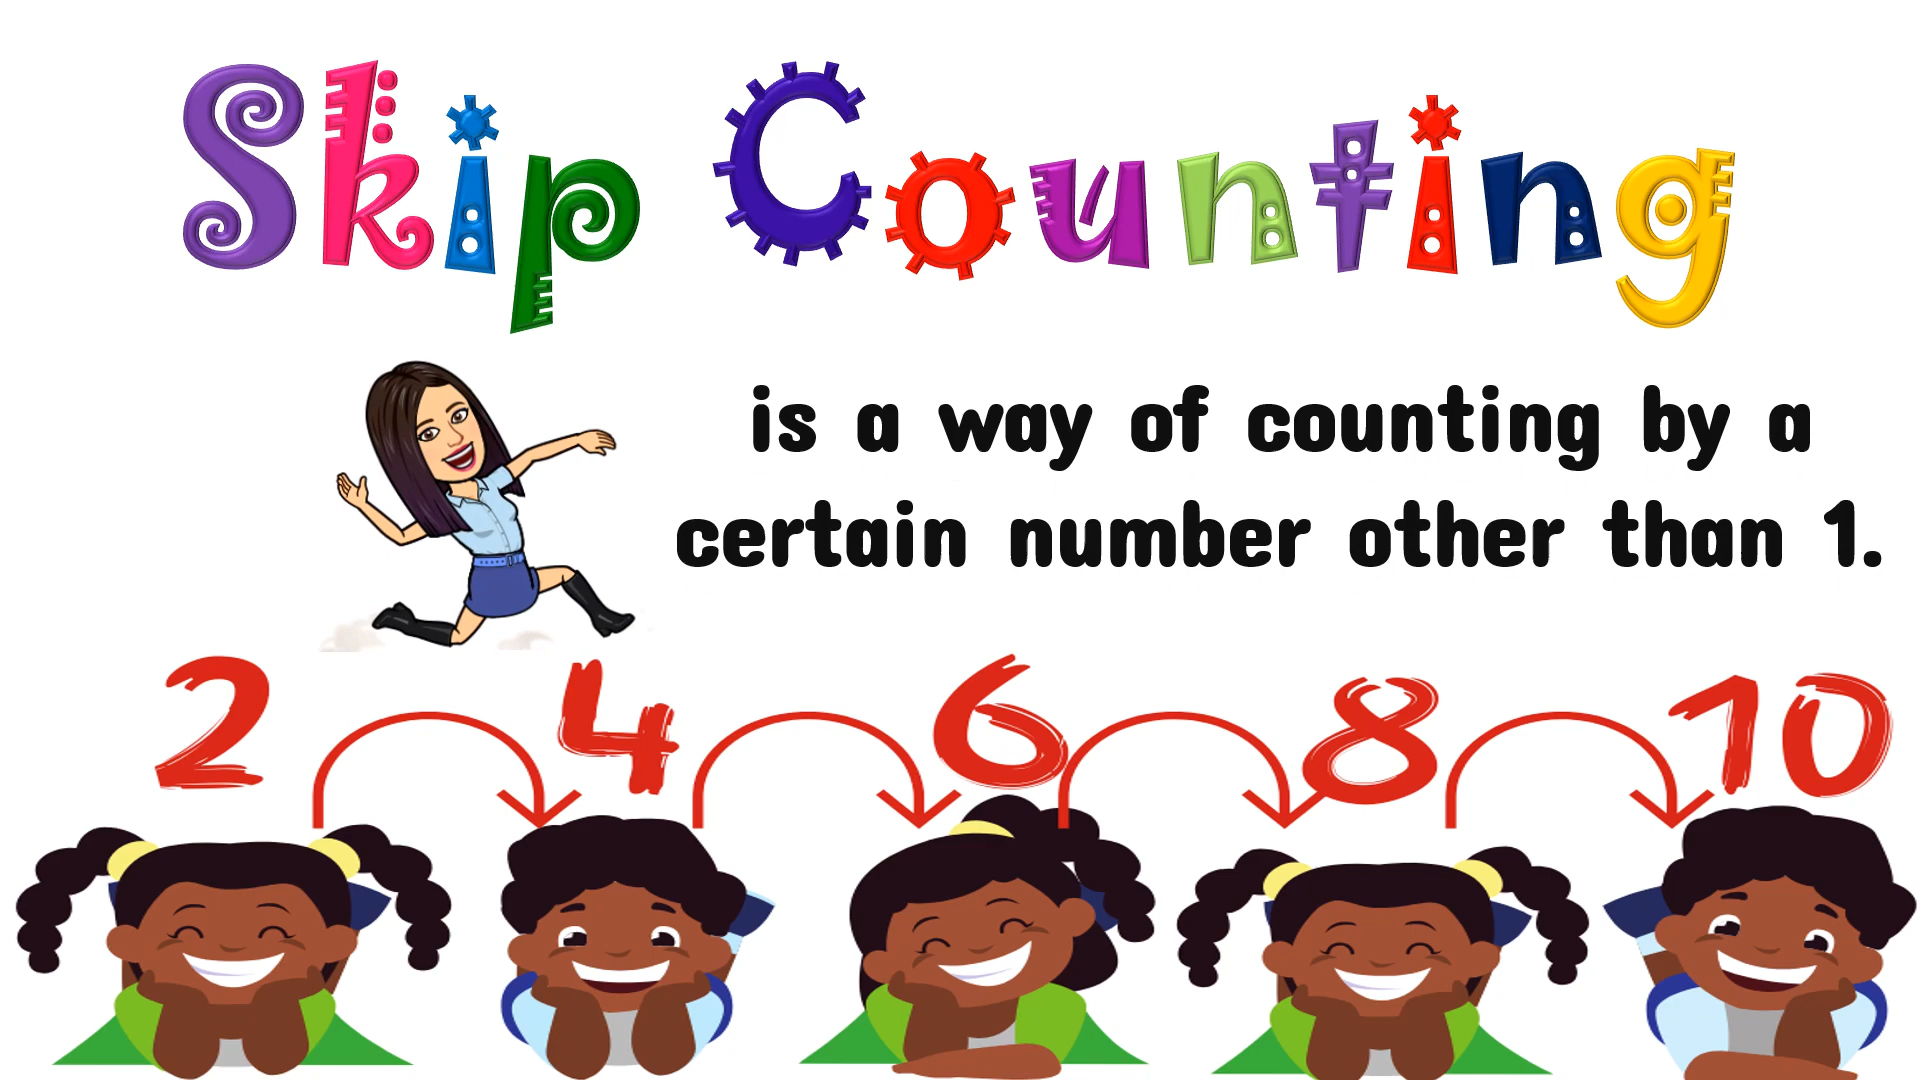 Skip Counting
is a way of counting by a
certain number other than 1.
2 4 6 8 10